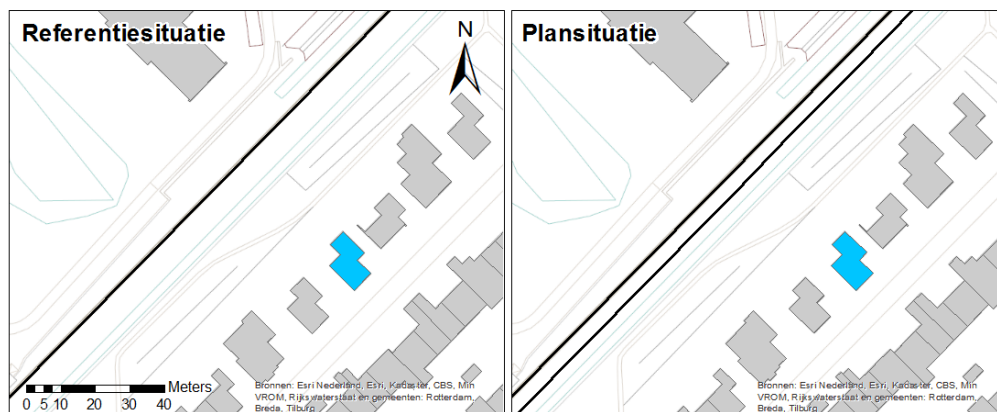 Referentiesituatie
N
Meters
0 5 10 20 30 40
Bronnen: Esri Nederland, Esri, Kadaster, CBS, Min
VROM, Rijkswaterstaat en gemeenten: Rotterdam,
Breda, Tilburg
Plansituatie
Bronnen: Esri Nederland, Esri, Kadaster, CBS, Min
VROM, Rijkswaterstaat en gemeenten: Rotterdam,
Breda, Tilburg